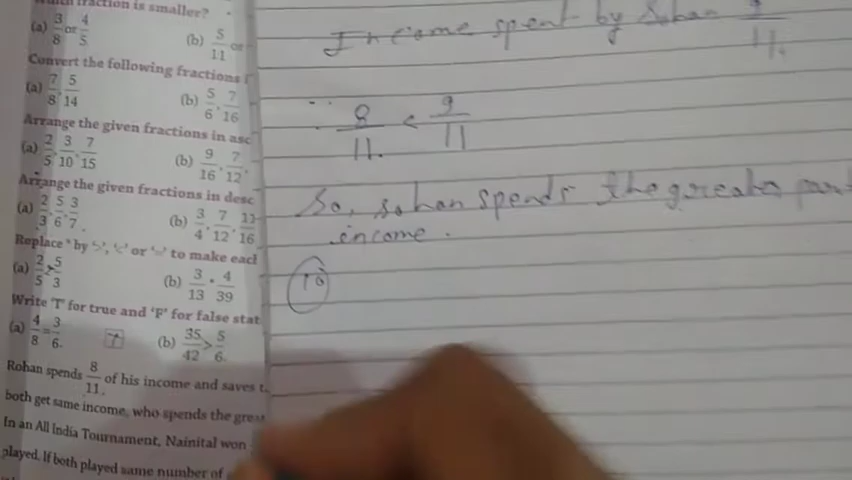 fraction is smaller?
(a) 3/8 or 4/5 (b) 5/11 or
Convert the following fractions
(a) 7/8, 5/14 (b) 5/6, 7/16
Arrange the given fractions in asc
(a) 2/5, 3/10, 7/15 (b) 9/16, 7/12,
Arrange the given fractions in desc
(a) 2/3, 5/6, 3/7 (b) 3/4, 7/12, 11/16
Replace * by '>', '<' or '=' to make each
(a) 2/5 5/3 (b) 3/13 * 4/39
Write 'T' for true and 'F' for false stat
(a) 4/8 = 3/6. T (b) 35/42 > 5/6.
Rohan spends 8/11 of his income and saves t
both get same income, who spends the great
In an All India Tournament, Nainital won
played. If both played same number of
Income spent by Sohan 9/11.
∵ 8/11. < 9/11
So, Sohan spends the greater part
income.
10